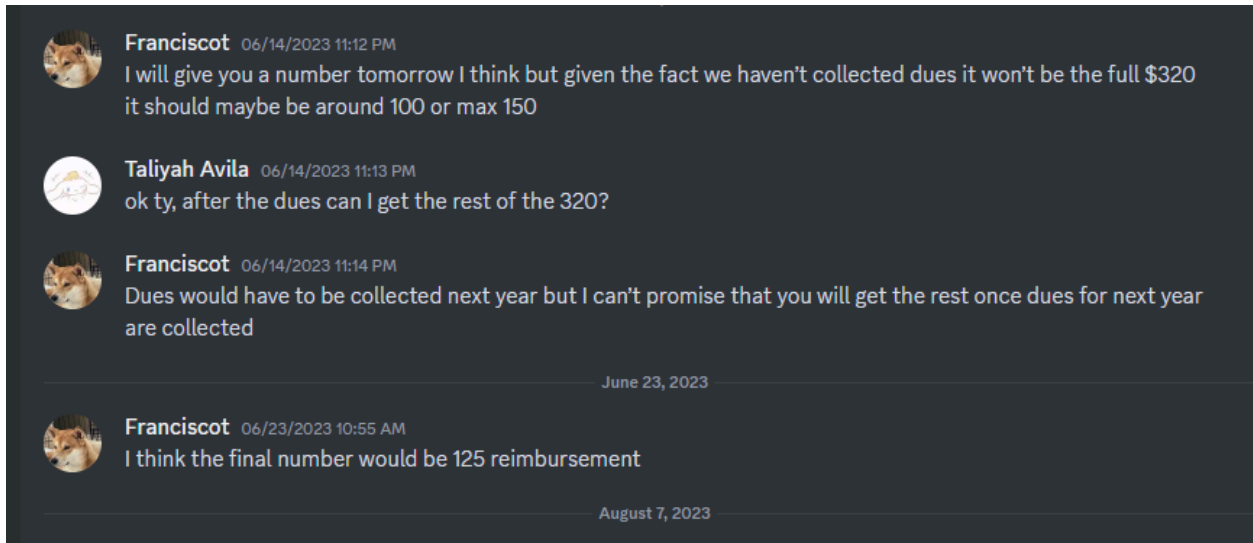 Franciscot 06/14/2023 11:12 PM
I will give you a number tomorrow I think but given the fact we haven't collected dues it won't be the full $320
it should maybe be around 100 or max 150
Taliyah Avila 06/14/2023 11:13 PM
ok ty, after the dues can I get the rest of the 320?
Franciscot 06/14/2023 11:14 PM
Dues would have to be collected next year but I can't promise that you will get the rest once dues for next year
are collected
June 23, 2023
Franciscot 06/23/2023 10:55 AM
I think the final number would be 125 reimbursement
August 7, 2023